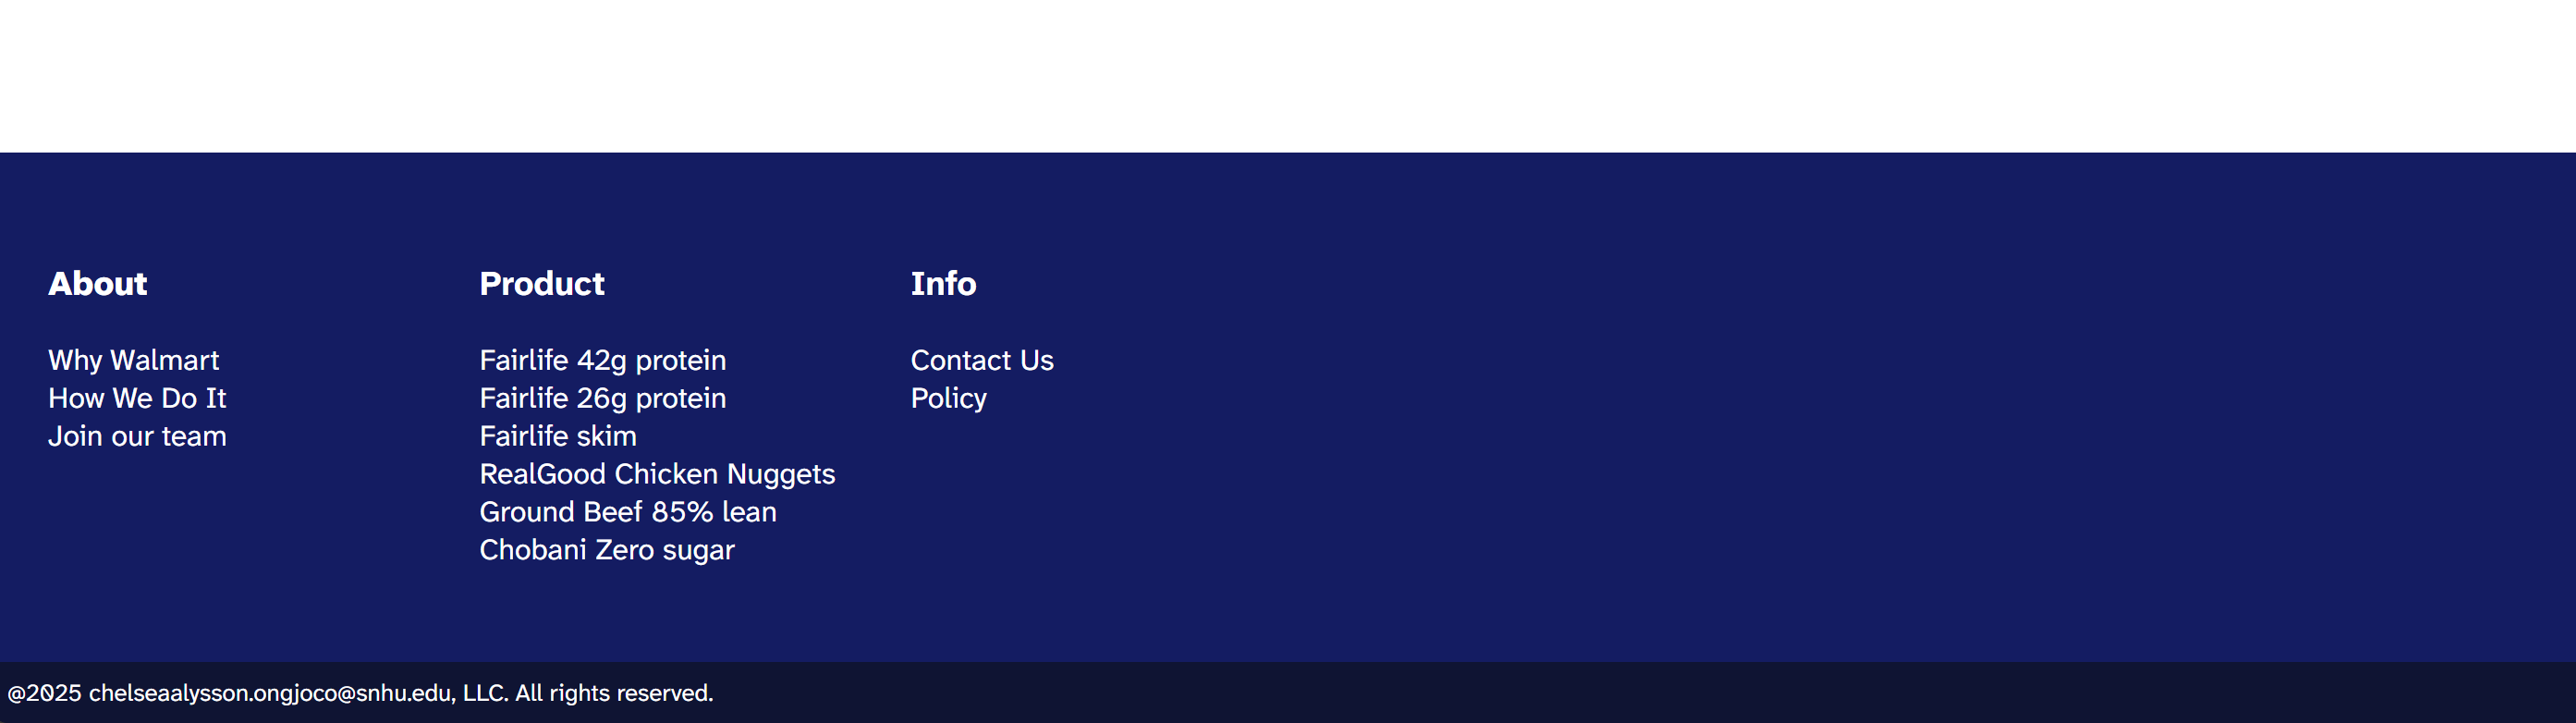 About
Why Walmart
How We Do It
Join our team
Product
Fairlife 42g protein
Fairlife 26g protein
Fairlife skim
RealGood Chicken Nuggets
Ground Beef 85% lean
Chobani Zero sugar
Info
Contact Us
Policy
@2025 chelseaalysson.ongjoco@snhu.edu, LLC. All rights reserved.